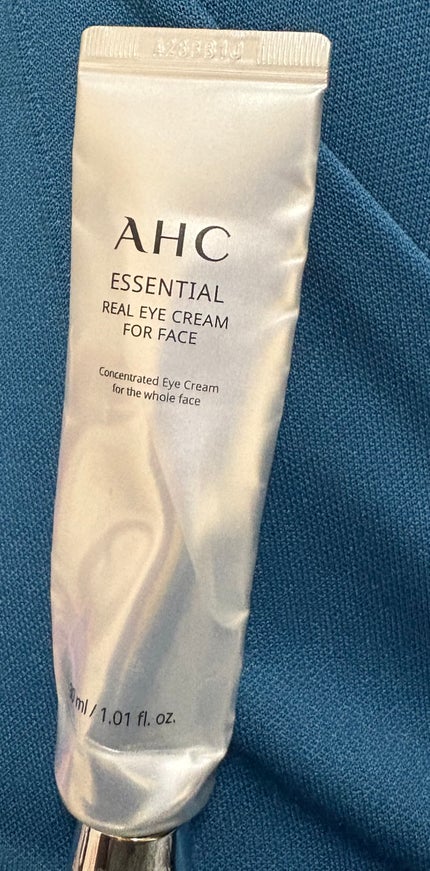 AHC
ESSENTIAL
REAL EYE CREAM
FOR FACE
Concentrated Eye Cream
for the whole face
ml / 1.01 fl. oz.